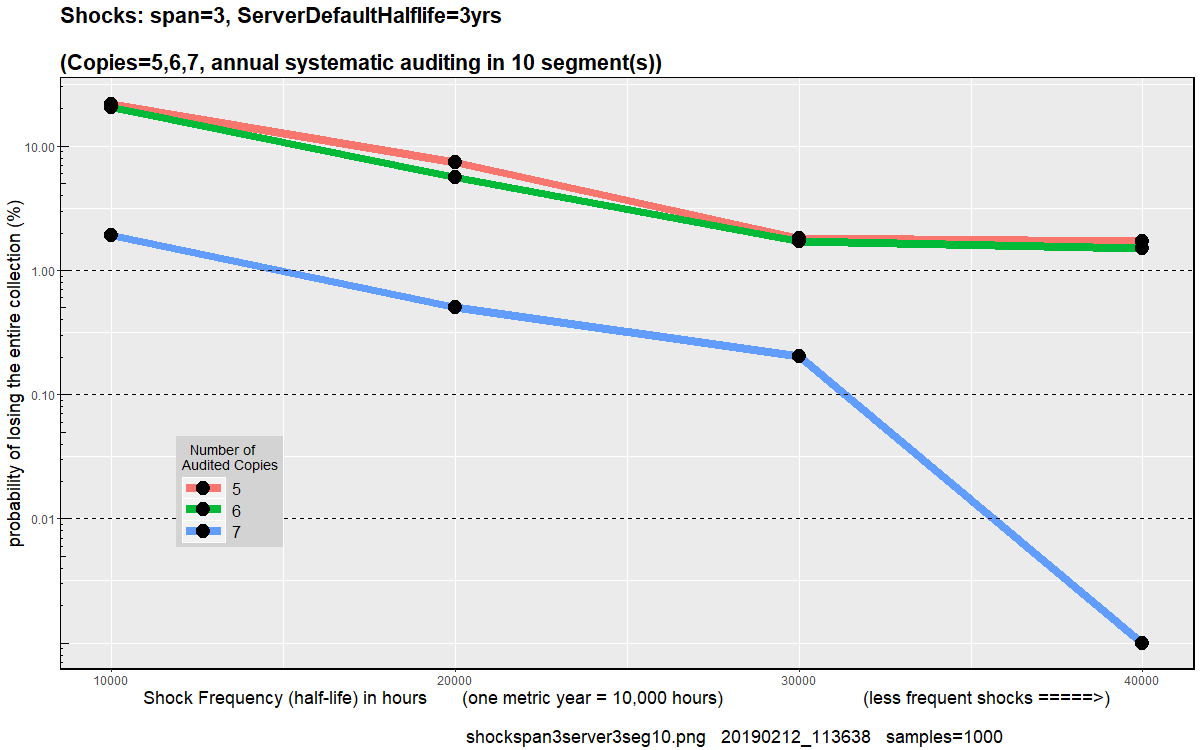 Shocks: span=3, ServerDefaultHalflife=3yrs
(Copies=5,6,7, annual systematic auditing in 10 segment(s))
probability of losing the entire collection (%)
10.00
1.00
0.10
0.01
Number of
Audited Copies
5
6
7
10000 20000 30000 40000
Shock Frequency (half-life) in hours (one metric year = 10,000 hours) (less frequent shocks =====>)
shockspan3server3seg10.png 20190212_113638 samples=1000